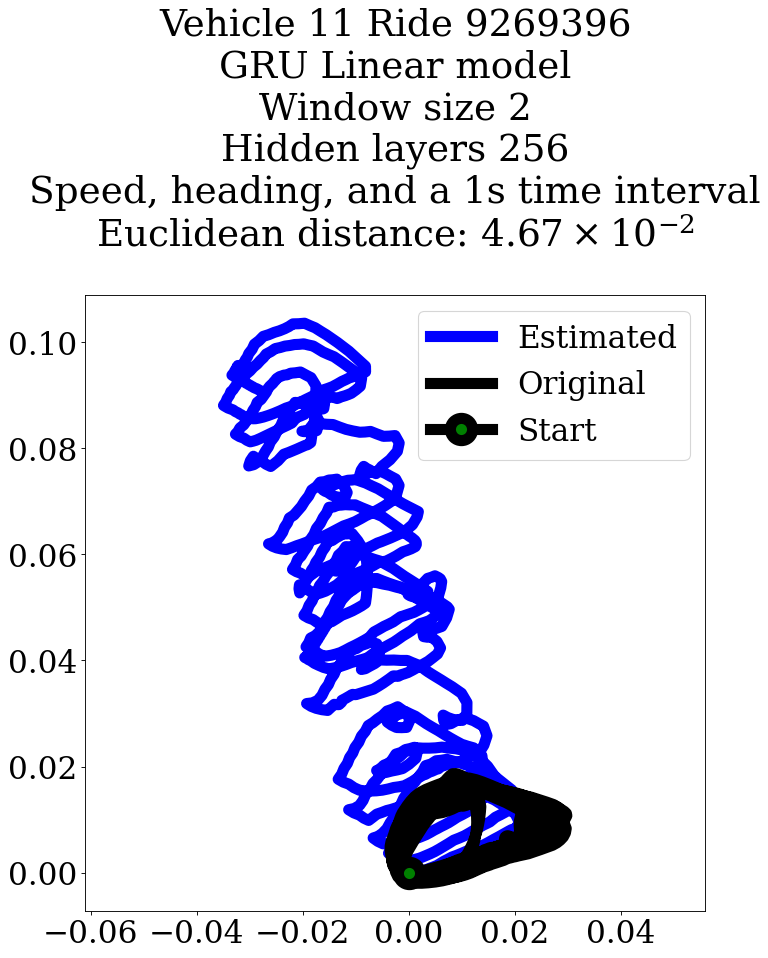 Vehicle 11 Ride 9269396
GRU Linear model
Window size 2
Hidden layers 256
Speed, heading, and a 1s time interval
Euclidean distance: 4.67 × 10⁻²
Estimated
Original
Start
0.10
0.08
0.06
0.04
0.02
0.00
−0.06 −0.04 −0.02 0.00 0.02 0.04